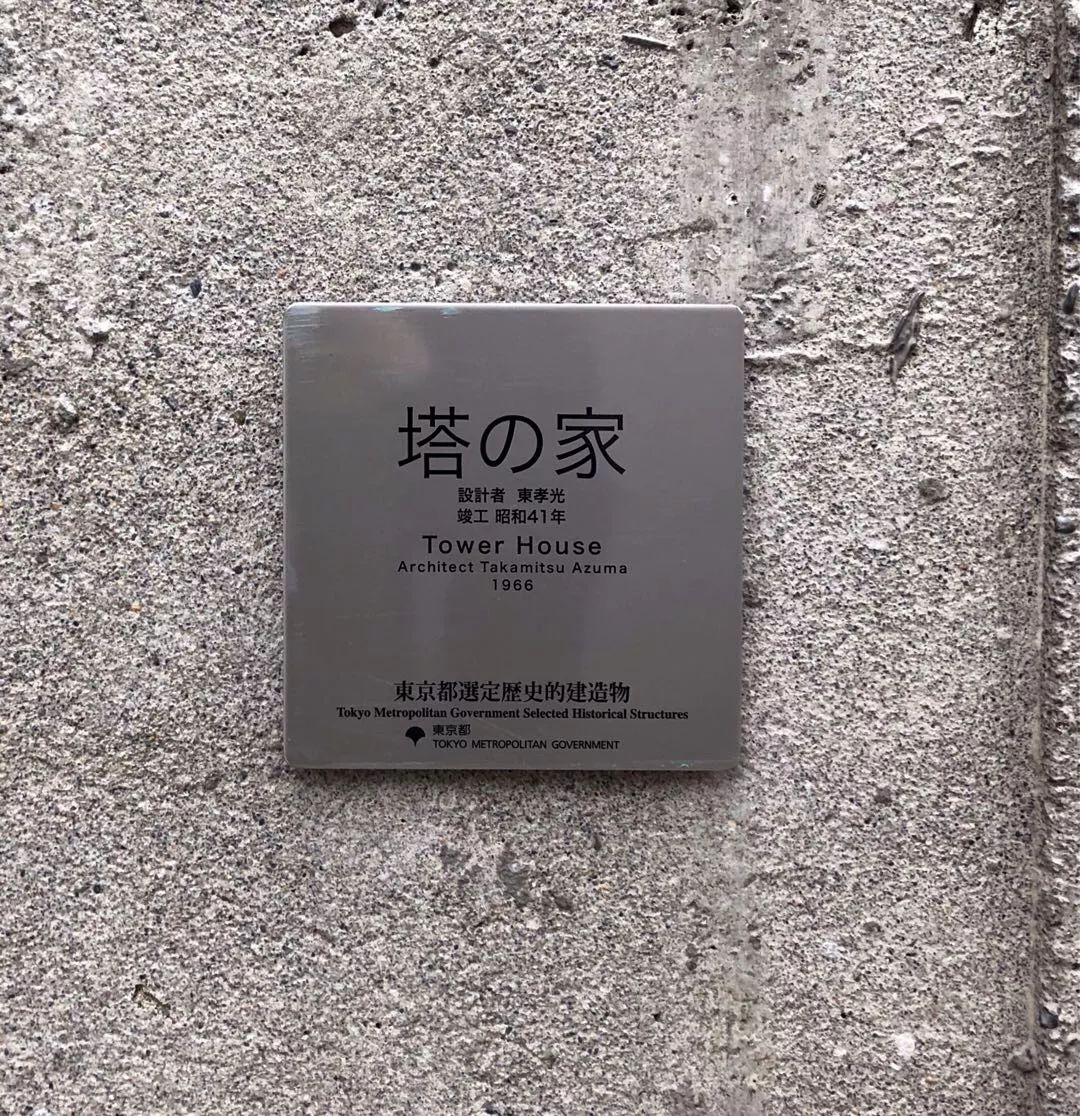 塔の家
設計者 東孝光
竣工 昭和41年
Tower House
Architect Takamitsu Azuma
1966
東京都選定歴史的建造物
Tokyo Metropolitan Government Selected Historical Structures
東京都
TOKYO METROPOLITAN GOVERNMENT